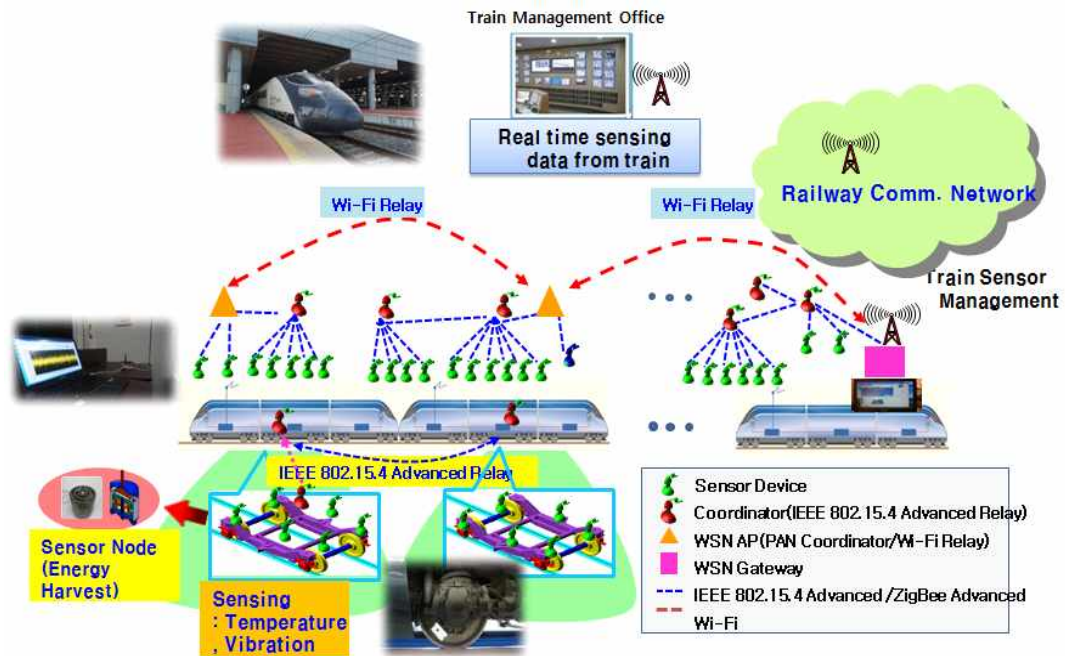 Train Management Office
Real time sensing
data from train
Railway Comm. Network
Wi-Fi Relay
Wi-Fi Relay
Train Sensor
Management
IEEE 802.15.4 Advanced Relay
Sensor Node
(Energy
Harvest)
Sensing
: Temperature
, Vibration
Sensor Device
Coordinator(IEEE 802.15.4 Advanced Relay)
WSN AP(PAN Coordinator/Wi-Fi Relay)
WSN Gateway
IEEE 802.15.4 Advanced /ZigBee Advanced
Wi-Fi